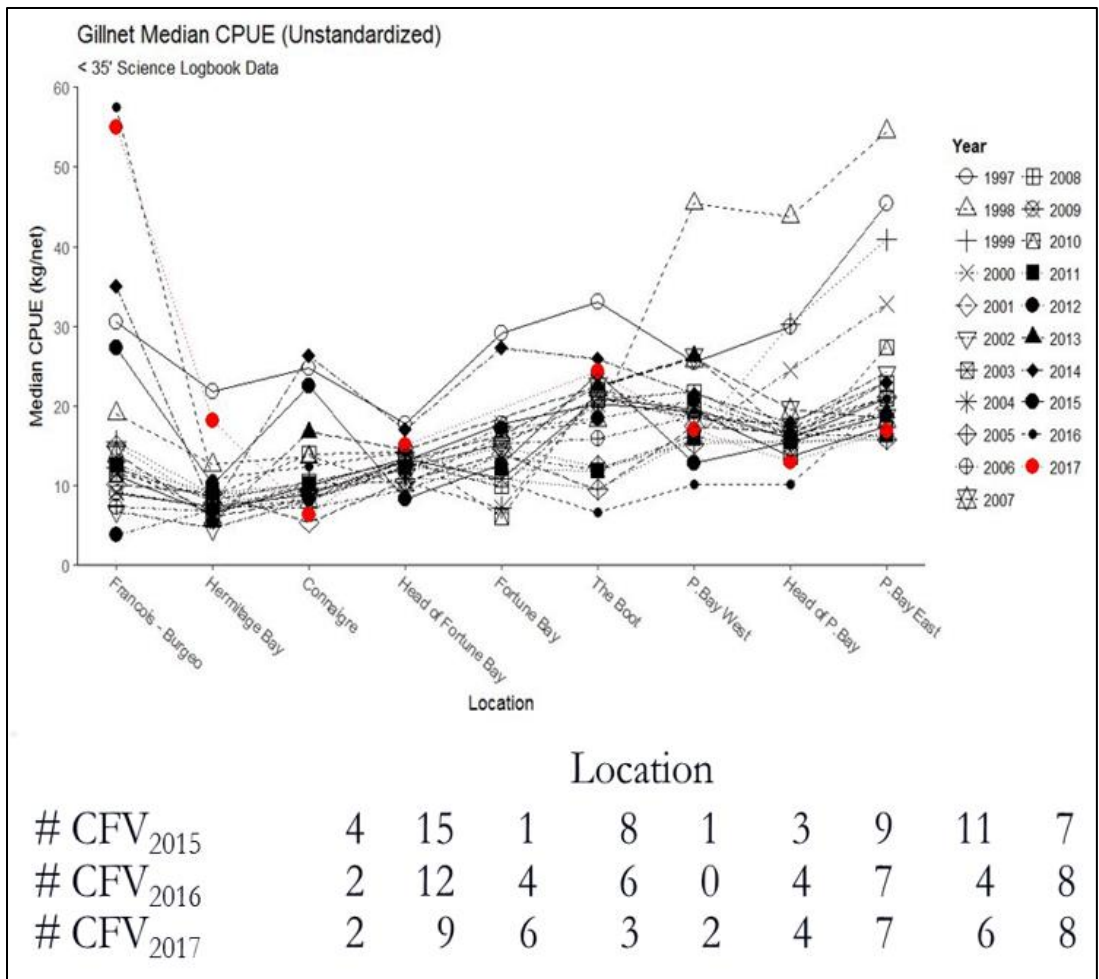 Gillnet Median CPUE (Unstandardized)
< 35' Science Logbook Data
Median CPUE (kg/net)
60
50
40
30
20
10
0
Francois - Burgeo
Hermitage Bay
Connaigre
Head of Fortune Bay
Fortune Bay
The Boot
P.Bay West
Head of P.Bay
P.Bay East
Location
Year
1997 2008
1998 2009
1999 2010
2000 2011
2001 2012
2002 2013
2003 2014
2004 2015
2005 2016
2006 2017
2007
Location
# CFV2015 4 15 1 8 1 3 9 11 7
# CFV2016 2 12 4 6 0 4 7 4 8
# CFV2017 2 9 6 3 2 4 7 6 8